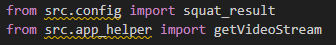 from src.config import squat_result
from src.app_helper import getVideoStream